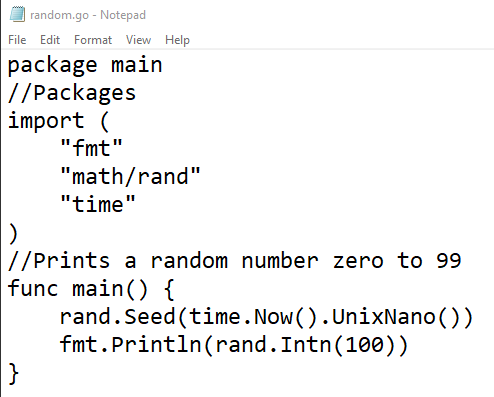 random.go - Notepad
File Edit Format View Help
package main
//Packages
import (
    "fmt"
    "math/rand"
    "time"
)
//Prints a random number zero to 99
func main() {
    rand.Seed(time.Now().UnixNano())
    fmt.Println(rand.Intn(100))
}